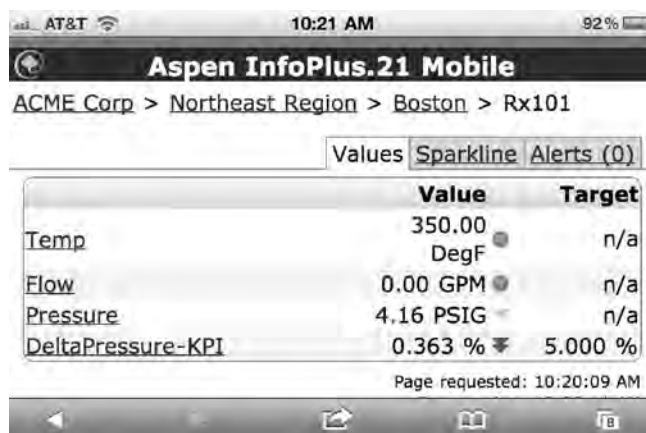 AT&T 10:21 AM 92%
Aspen InfoPlus.21 Mobile
ACME Corp > Northeast Region > Boston > Rx101
Values Sparkline Alerts (0)
Value Target
Temp 350.00 DegF n/a
Flow 0.00 GPM n/a
Pressure 4.16 PSIG n/a
DeltaPressure-KPI 0.363 % 5.000 %
Page requested: 10:20:09 AM
8